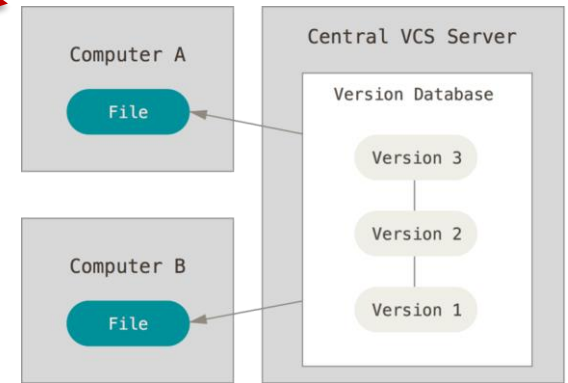 Computer A
File
Computer B
File
Central VCS Server
Version Database
Version 3
Version 2
Version 1